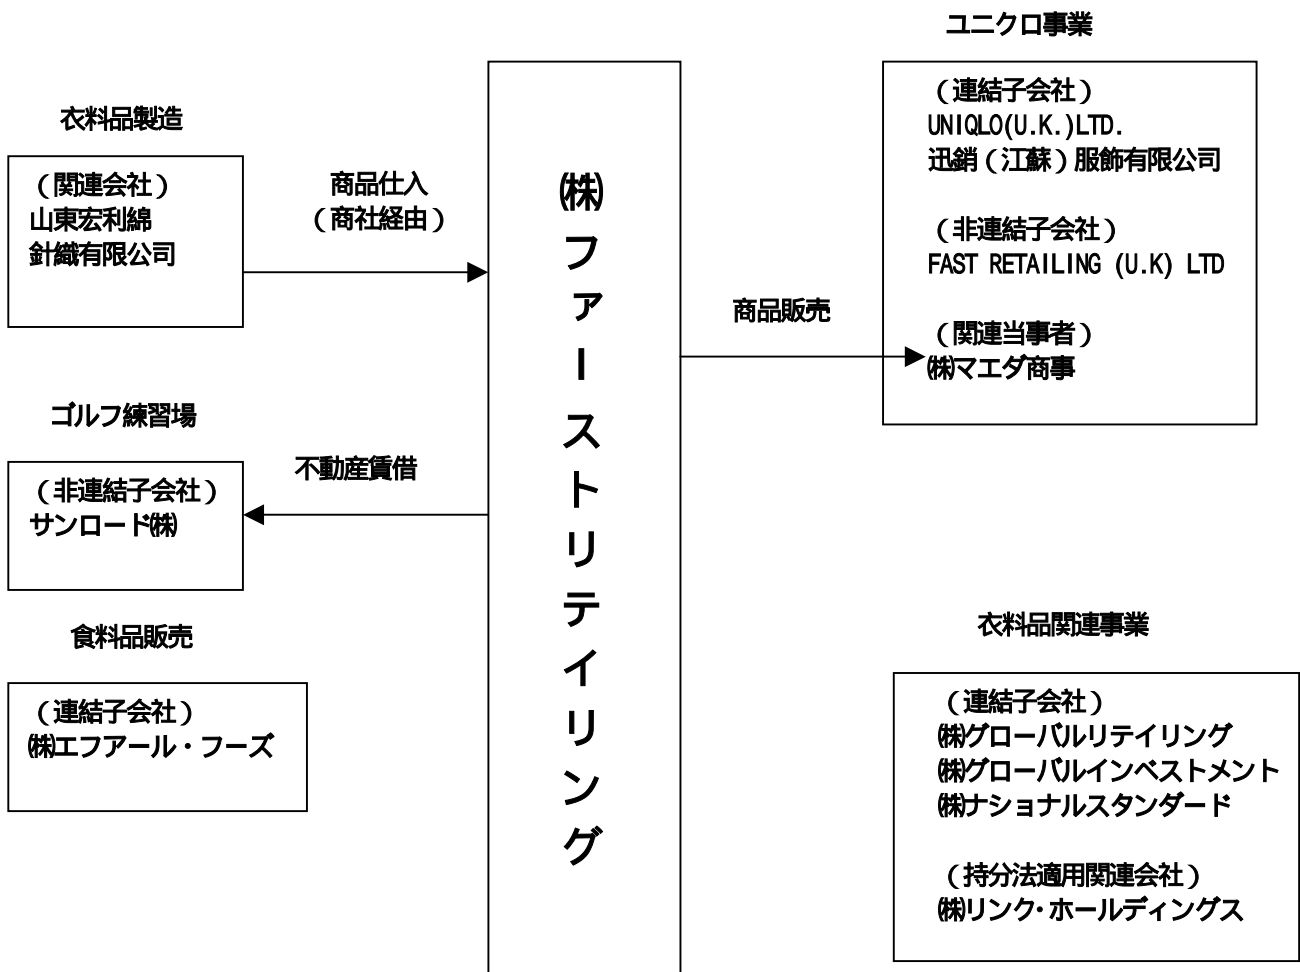 衣料品製造
(関連会社)
山東宏利綿
針織有限公司
商品仕入
(商社経由)
ゴルフ練習場
(非連結子会社)
サンロード㈱
不動産賃借
食料品販売
(連結子会社)
㈱エフアール・フーズ
㈱ファーストリテイリング
商品販売
ユニクロ事業
(連結子会社)
UNIQLO(U.K.)LTD.
迅銷(江蘇)服飾有限公司
(非連結子会社)
FAST RETAILING (U.K) LTD
(関連当事者)
㈱マエダ商事
衣料品関連事業
(連結子会社)
㈱グローバルリテイリング
㈱グローバルインベストメント
㈱ナショナルスタンダード
(持分法適用関連会社)
㈱リンク・ホールディングス